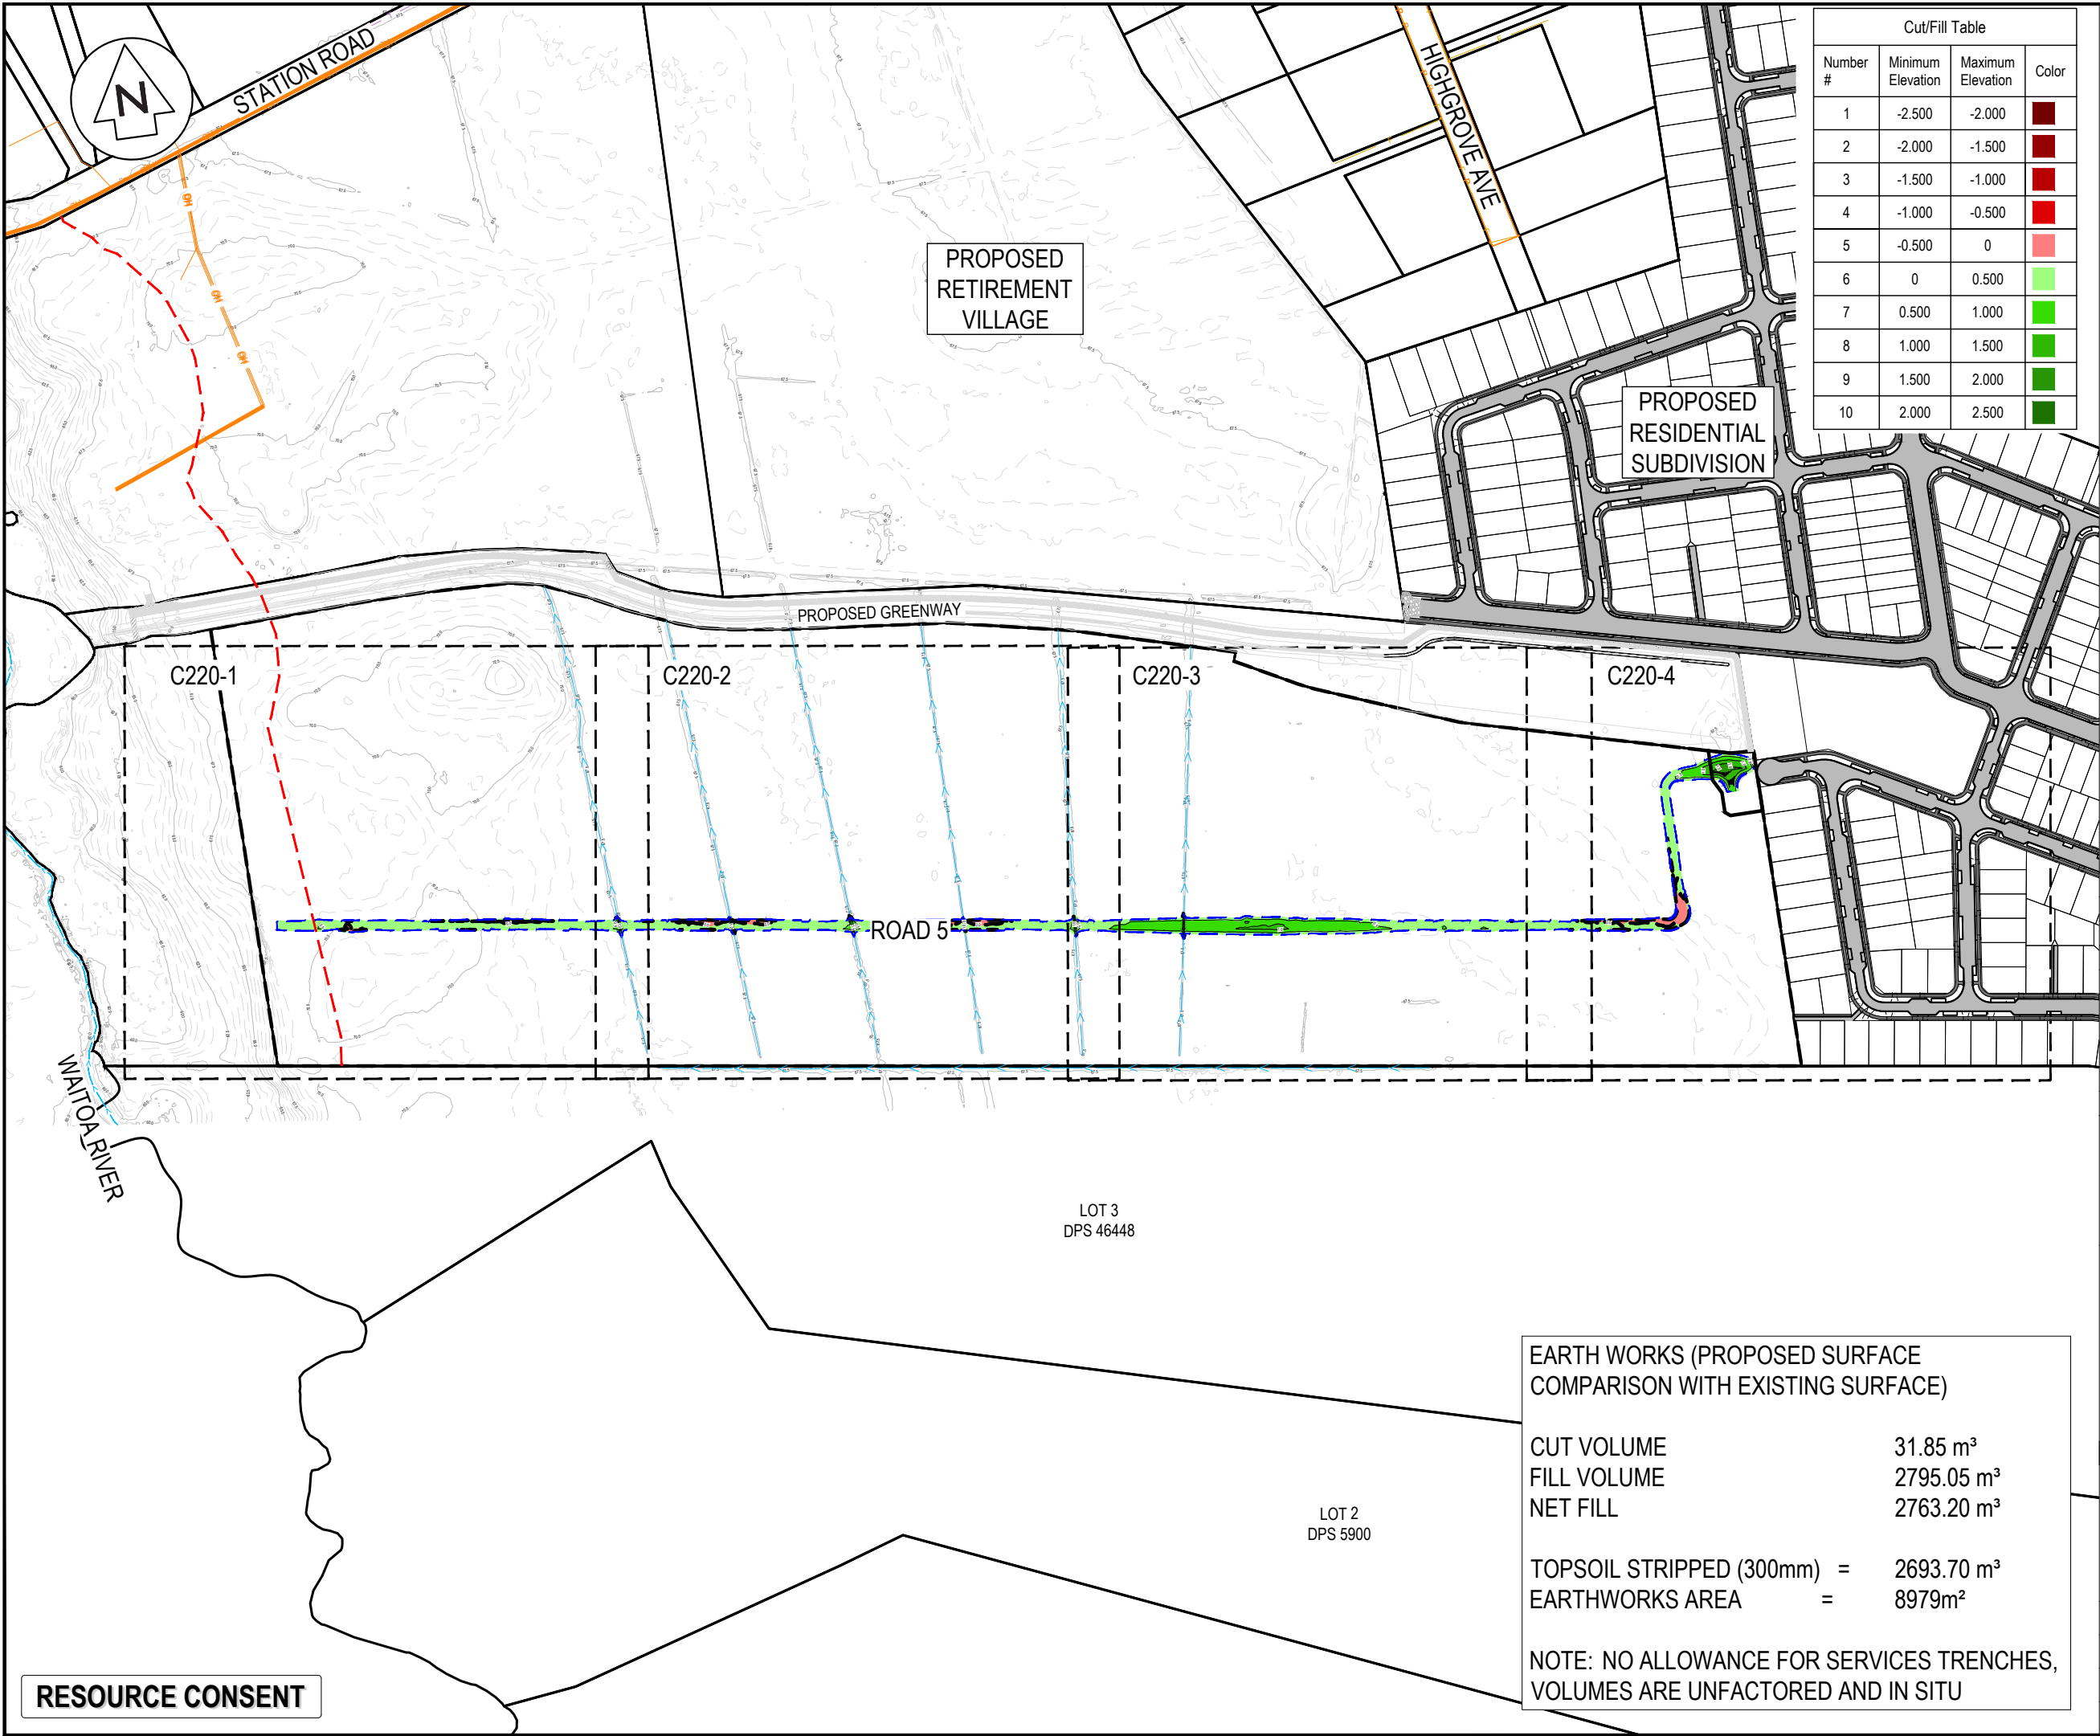 N
STATION ROAD
HIGHGROVE AVE
Cut/Fill Table
Number # Minimum Elevation Maximum Elevation Color
1 -2.500 -2.000
2 -2.000 -1.500
3 -1.500 -1.000
4 -1.000 -0.500
5 -0.500 0
6 0 0.500
7 0.500 1.000
8 1.000 1.500
9 1.500 2.000
10 2.000 2.500
PROPOSED
RETIREMENT
VILLAGE
PROPOSED
RESIDENTIAL
SUBDIVISION
PROPOSED GREENWAY
C220-1
C220-2
C220-3
C220-4
ROAD 5
WAITOA RIVER
LOT 3
DPS 46448
LOT 2
DPS 5900
EARTH WORKS (PROPOSED SURFACE
COMPARISON WITH EXISTING SURFACE)
CUT VOLUME 31.85 m³
FILL VOLUME 2795.05 m³
NET FILL 2763.20 m³
TOPSOIL STRIPPED (300mm) = 2693.70 m³
EARTHWORKS AREA = 8979m²
NOTE: NO ALLOWANCE FOR SERVICES TRENCHES,
VOLUMES ARE UNFACTORED AND IN SITU
RESOURCE CONSENT